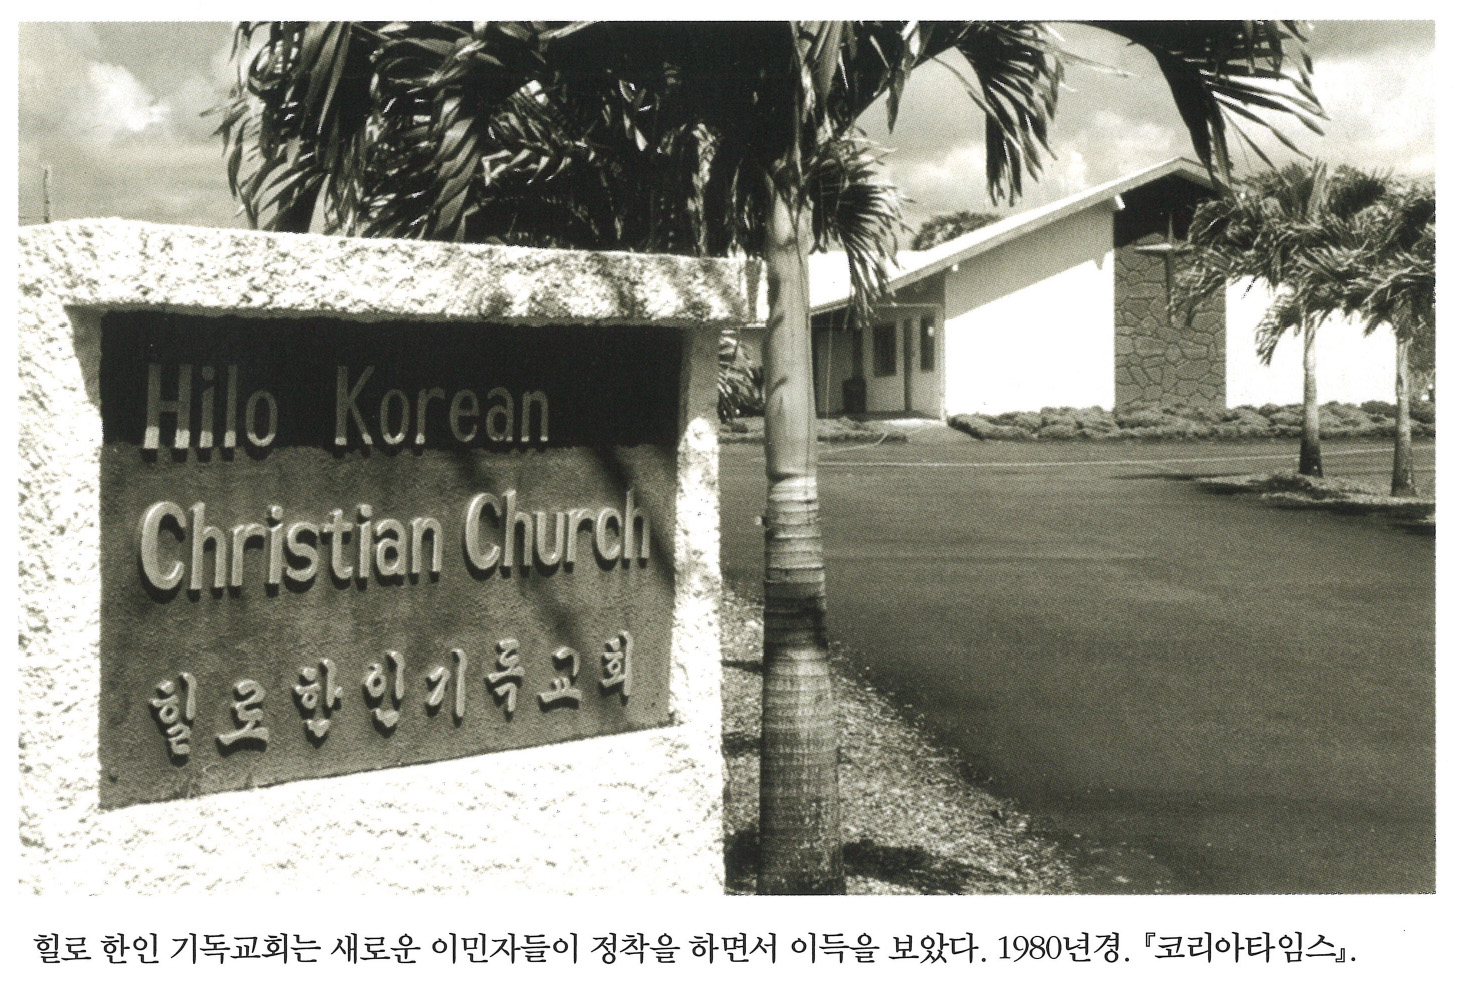 Hilo Korean
Christian Church
힐로한인기독교회
힐로 한인 기독교회는 새로운 이민자들이 정착을 하면서 이득을 보았다. 1980년경. 『코리아타임스』.